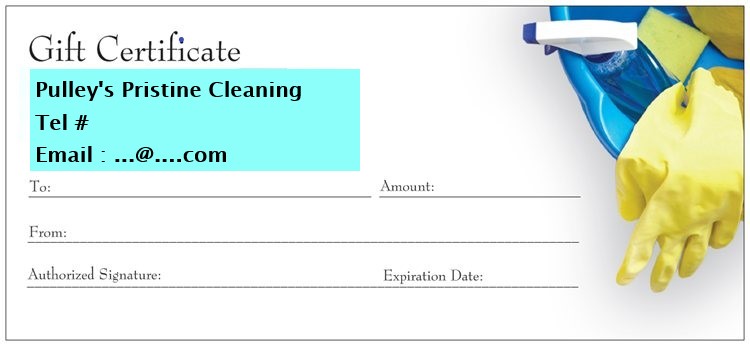 Gift Certificate
Pulley's Pristine Cleaning
Tel #
Email : ...@....com
To: Amount:
From:
Authorized Signature: Expiration Date: